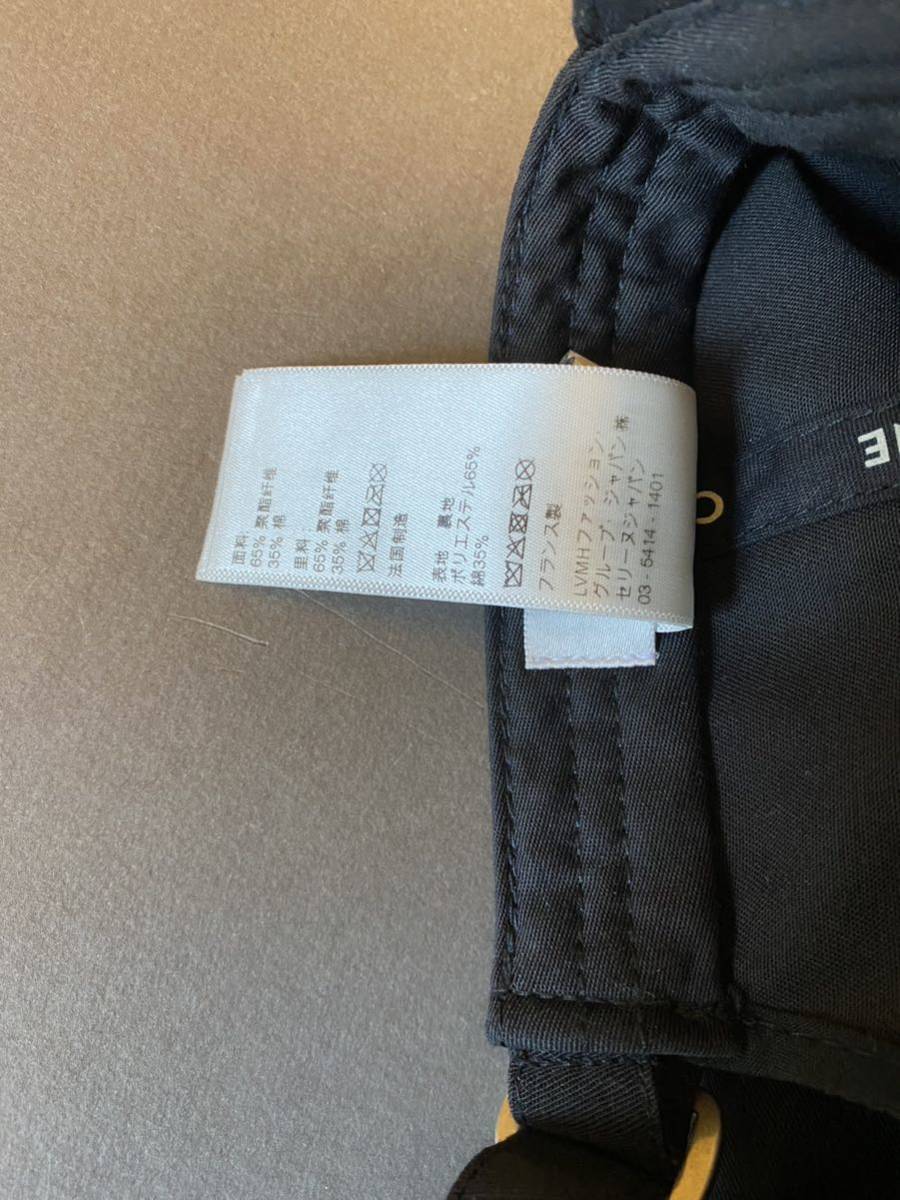 面料:
65% 聚酯纤维
35% 棉
里料:
65% 聚酯纤维
35% 棉
法国制造
表地 、裏地
ポリエステル65%
綿35%
フランス製
LVMHファッション.
グループ、ジャパン㈱
セリーヌジャパン
03 - 5414 - 1401
NE